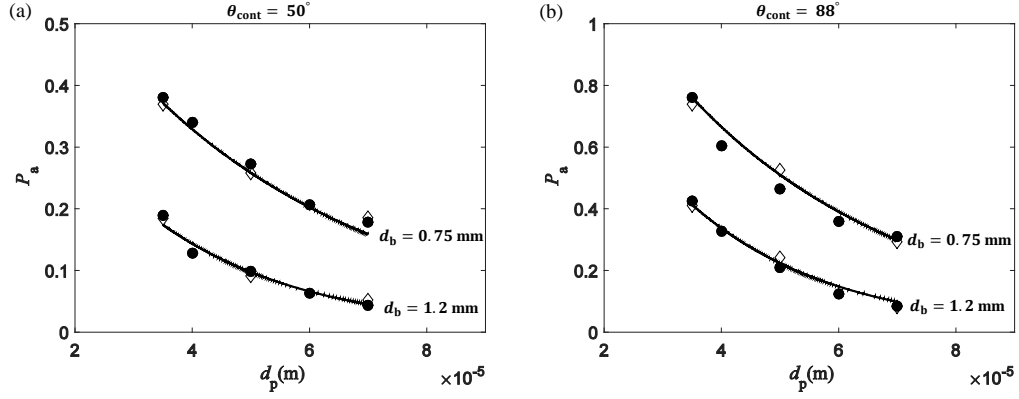 (a)
θcont = 50°
0.5
0.4
0.3
0.2
0.1
0
Pa
db = 0.75 mm
db = 1.2 mm
2
4
6
8
×10-5
dp(m)
(b)
θcont = 88°
1
0.8
0.6
0.4
0.2
0
Pa
db = 0.75 mm
db = 1.2 mm
2
4
6
8
×10-5
dp(m)